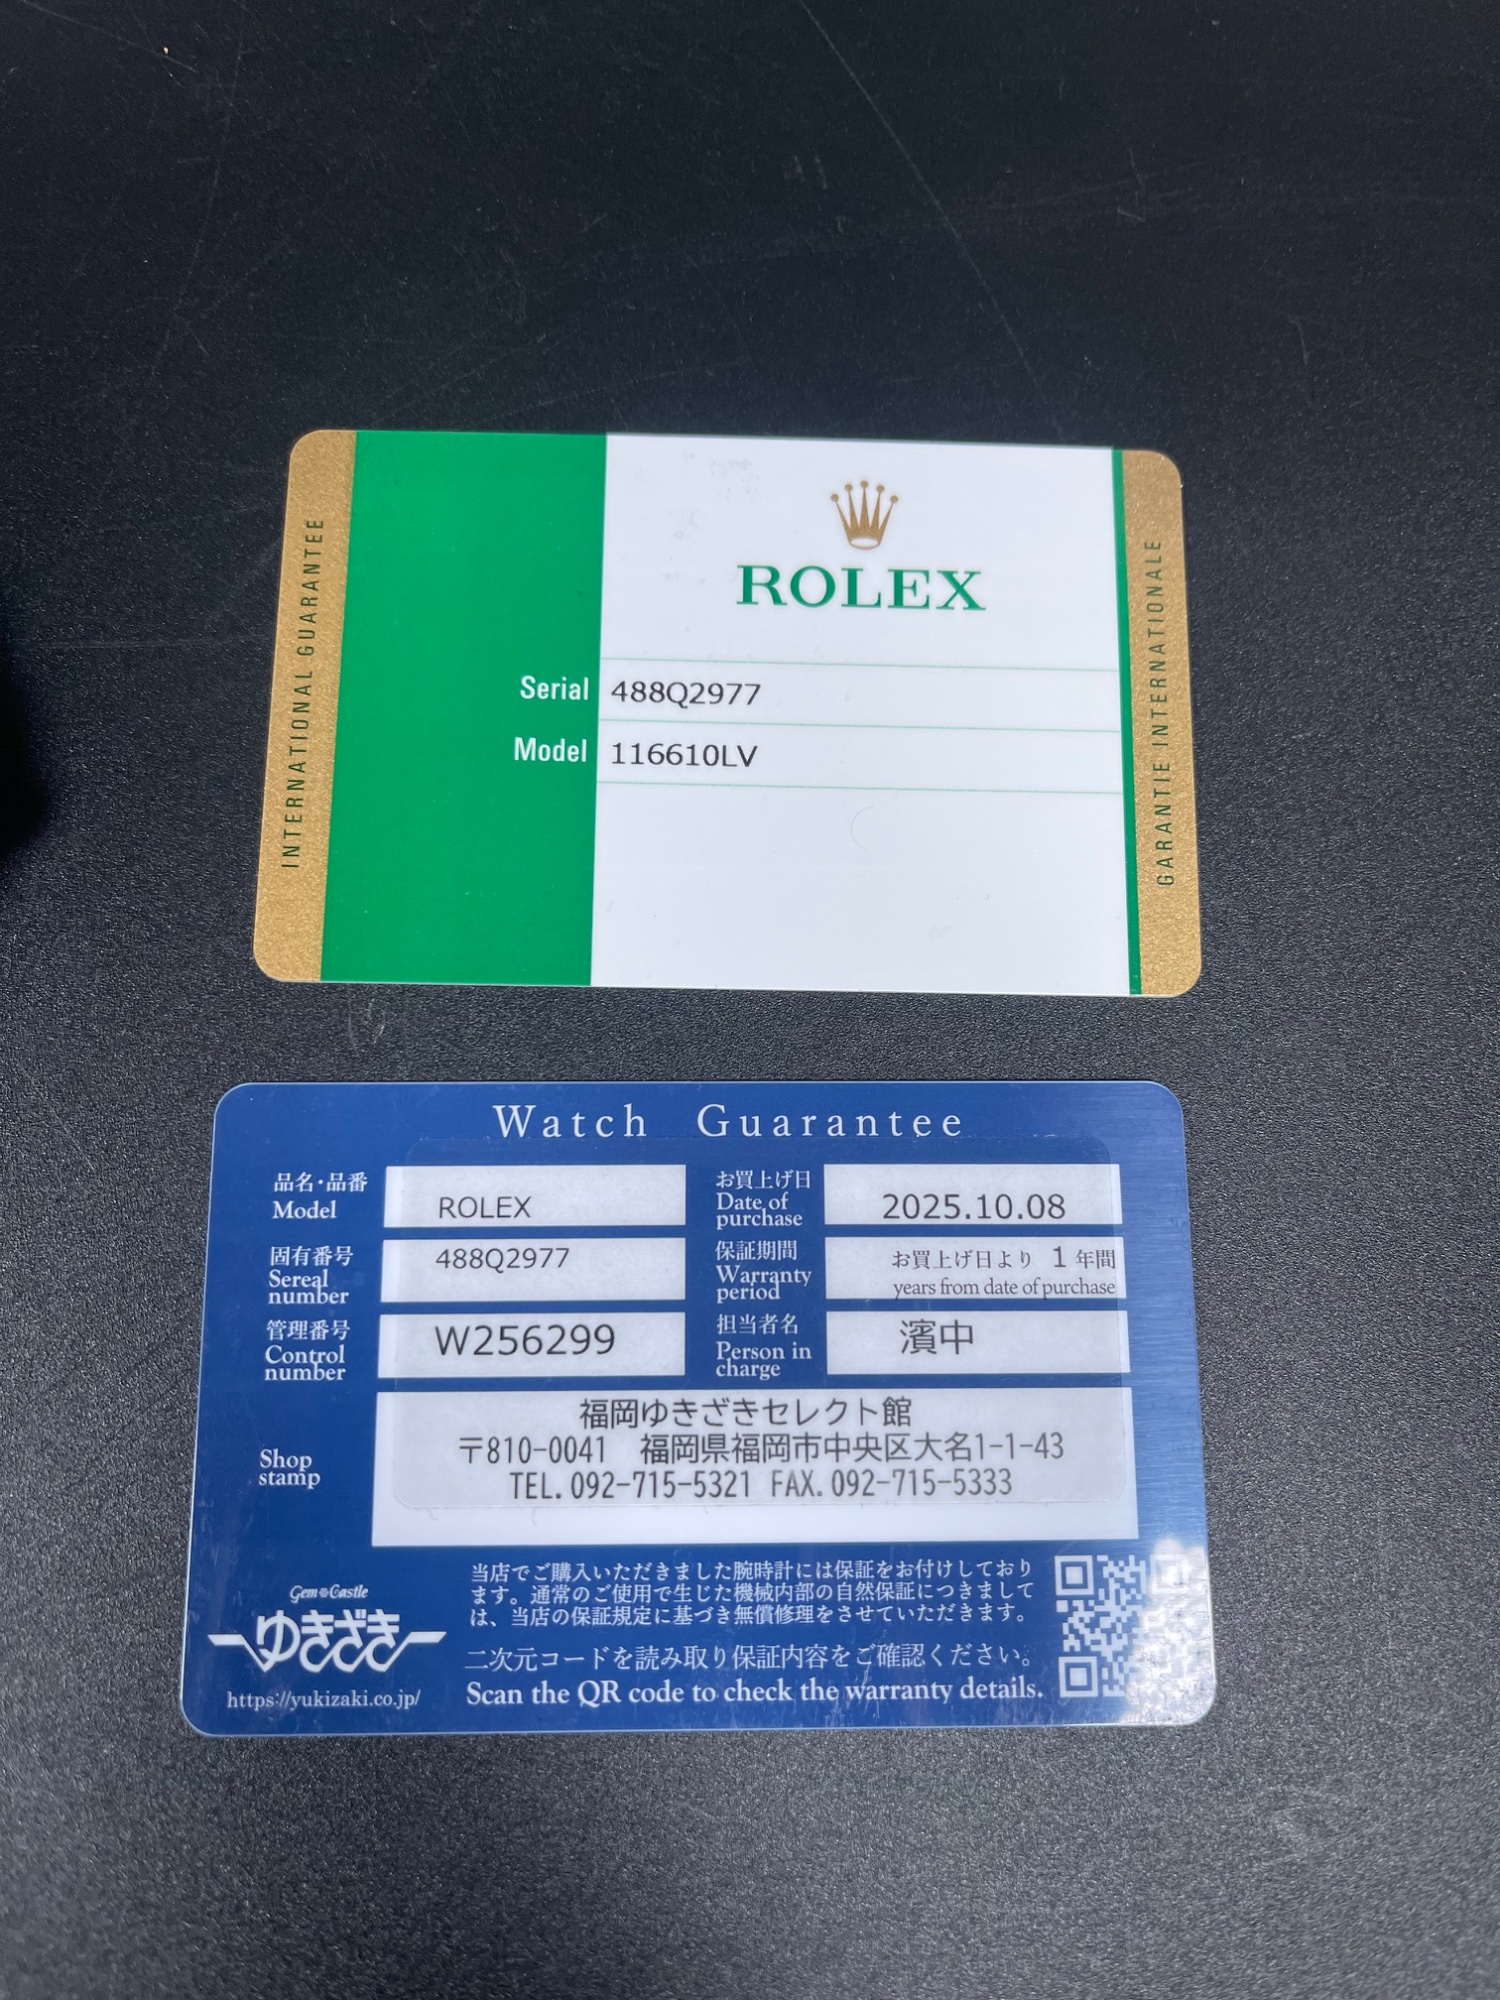 INTERNATIONAL GUARANTEE
ROLEX
Serial 488Q2977
Model 116610LV
GARANTIE INTERNATIONALE
Watch Guarantee
品名・品番 Model ROLEX
お買上げ日 Date of purchase 2025.10.08
固有番号 Sereal number 488Q2977
保証期間 Warranty period お買上げ日より 1 年間 years from date of purchase
管理番号 Control number W256299
担当者名 Person in charge 濱中
Shop stamp
福岡ゆきざきセレクト館
〒810-0041 福岡県福岡市中央区大名1-1-43
TEL.092-715-5321 FAX.092-715-5333
当店でご購入いただきました腕時計には保証をお付けしており
ます。通常のご使用で生じた機械内部の自然保証につきまして
は、当店の保証規定に基づき無償修理をさせていただきます。
二次元コードを読み取り保証内容をご確認ください。
Scan the QR code to check the warranty details.
Gem Castle
ゆきざき
https://yukizaki.co.jp/